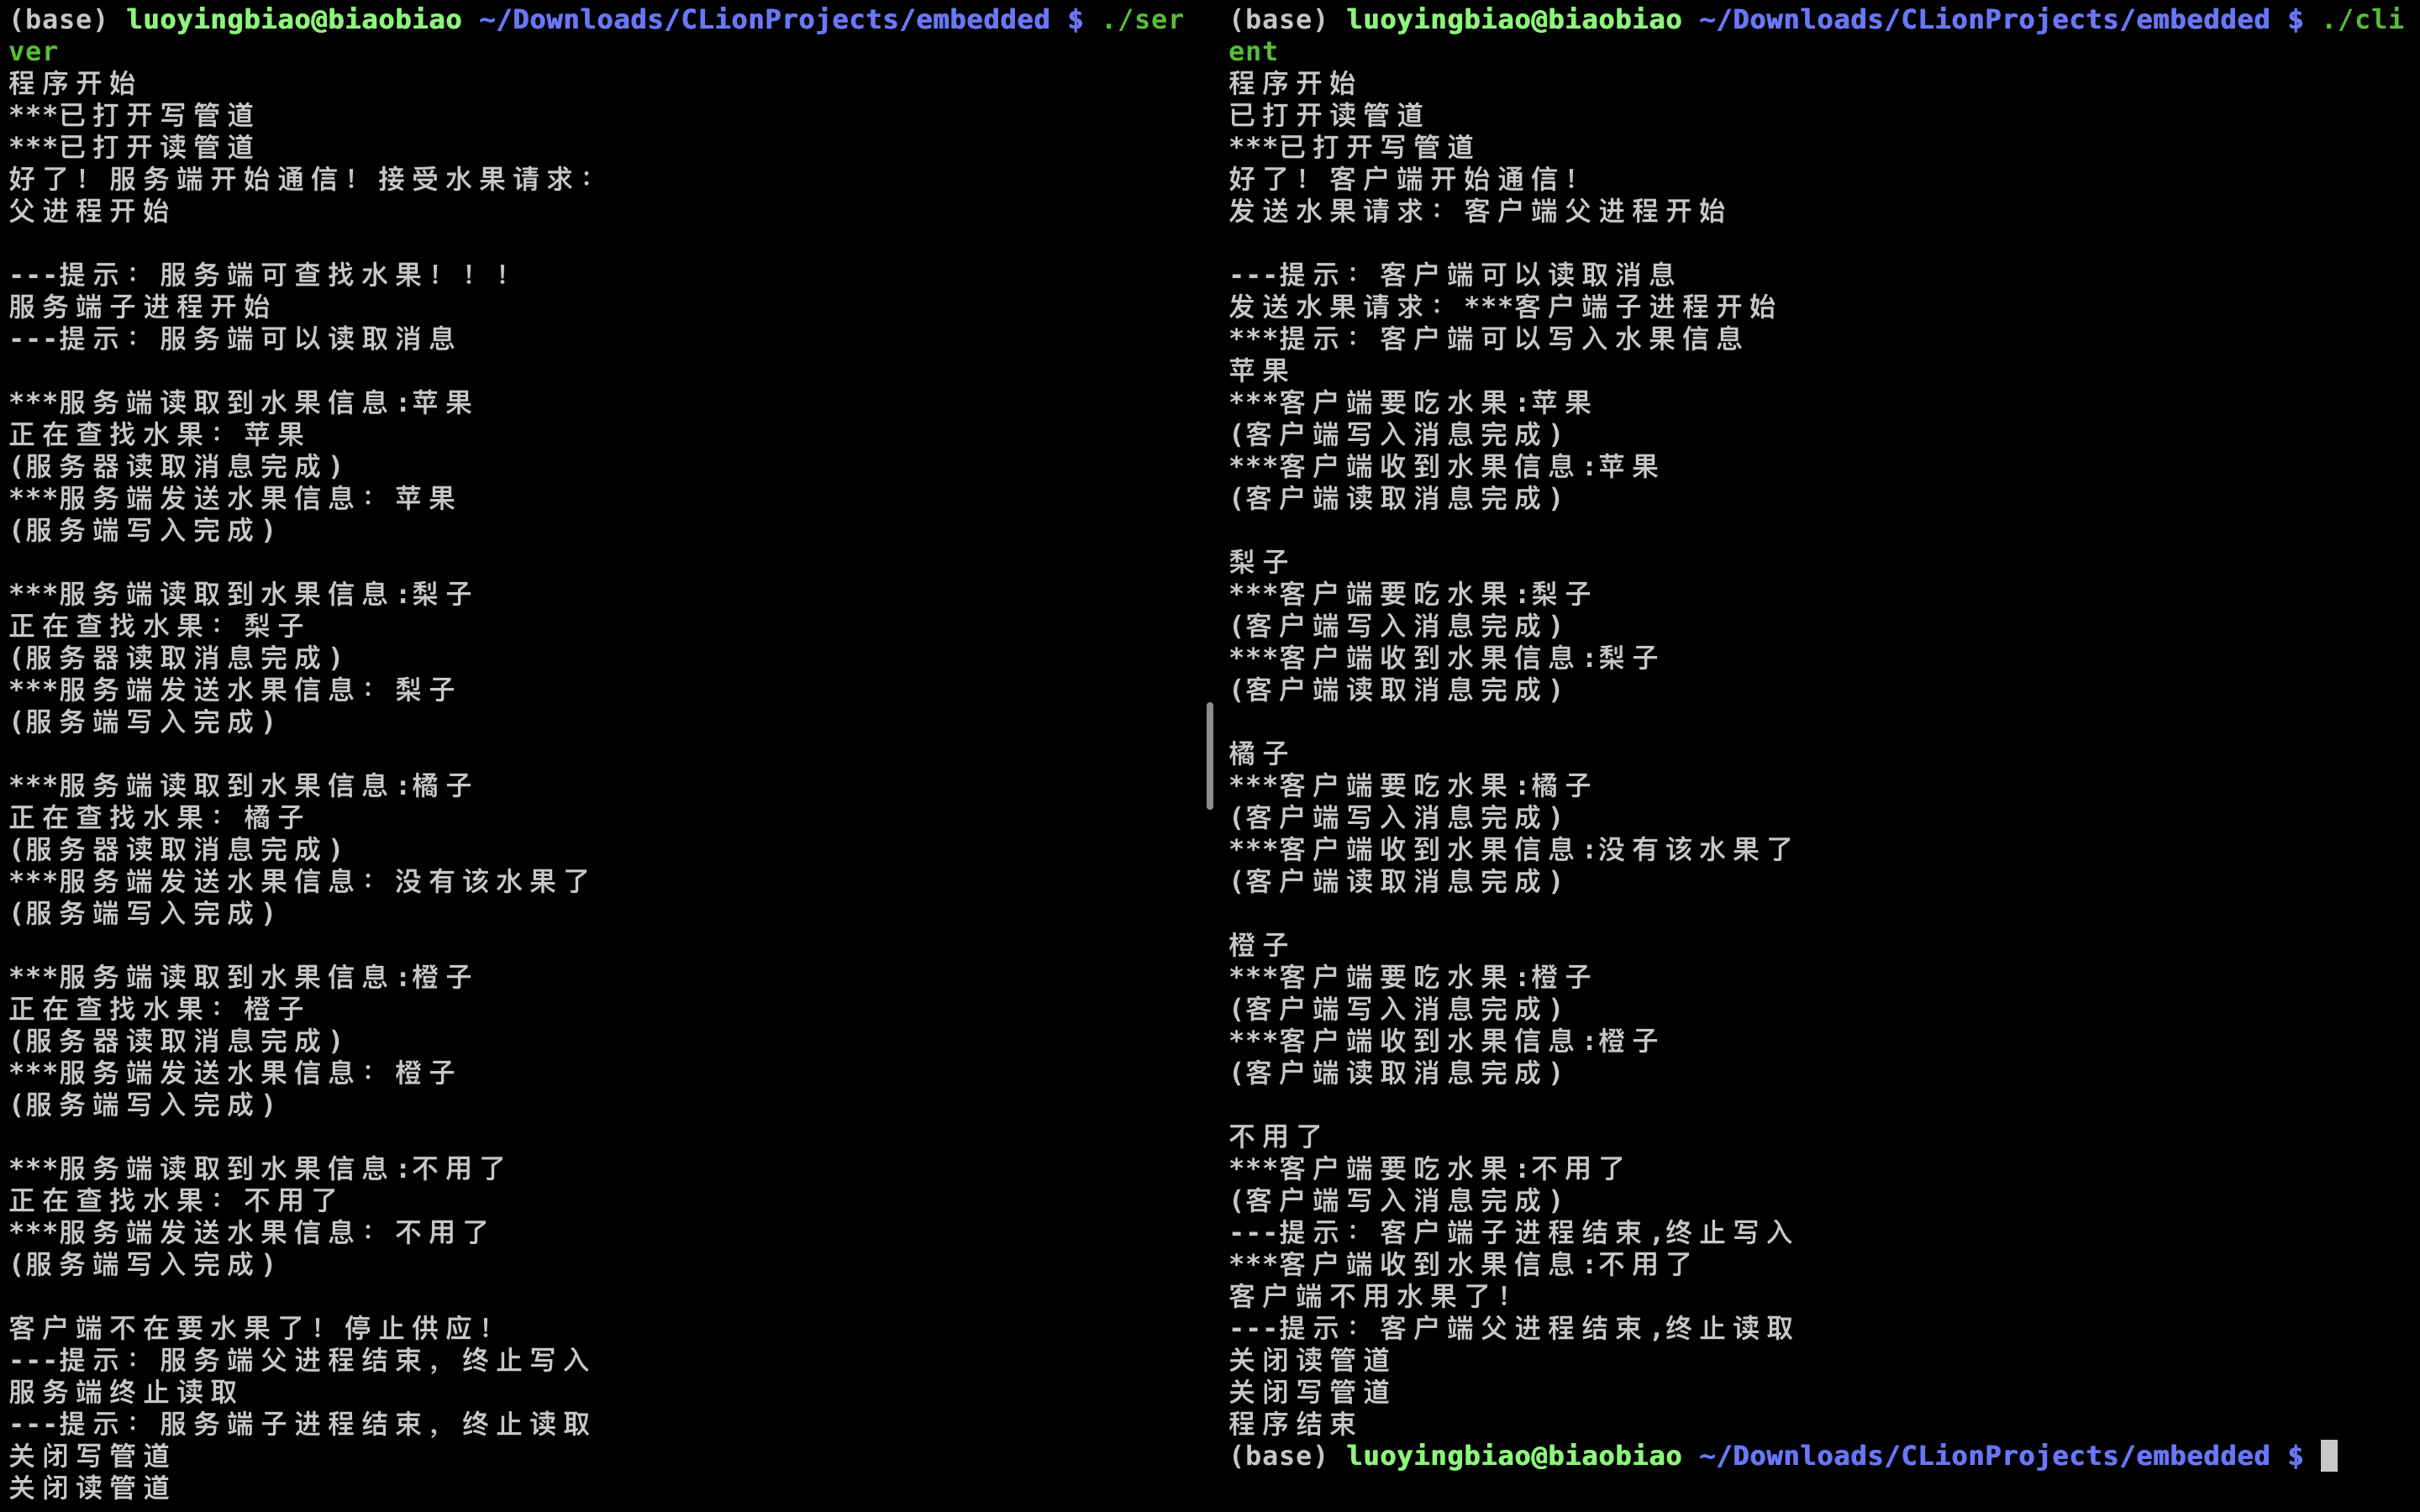 (base) luoyingbiao@biaobiao ~/Downloads/CLionProjects/embedded $ ./ser
ver
程序开始
***已打开写管道
***已打开读管道
好了！服务端开始通信！接受水果请求：
父进程开始
---提示：服务端可查找水果！！！
服务端子进程开始
---提示：服务端可以读取消息
***服务端读取到水果信息:苹果
正在查找水果：苹果
(服务器读取消息完成)
***服务端发送水果信息：苹果
(服务端写入完成)
***服务端读取到水果信息:梨子
正在查找水果：梨子
(服务器读取消息完成)
***服务端发送水果信息：梨子
(服务端写入完成)
***服务端读取到水果信息:橘子
正在查找水果：橘子
(服务器读取消息完成)
***服务端发送水果信息：没有该水果了
(服务端写入完成)
***服务端读取到水果信息:橙子
正在查找水果：橙子
(服务器读取消息完成)
***服务端发送水果信息：橙子
(服务端写入完成)
***服务端读取到水果信息:不用了
正在查找水果：不用了
***服务端发送水果信息：不用了
(服务端写入完成)
客户端不在要水果了！停止供应！
---提示：服务端父进程结束，终止写入
服务端终止读取
---提示：服务端子进程结束，终止读取
关闭写管道
关闭读管道
(base) luoyingbiao@biaobiao ~/Downloads/CLionProjects/embedded $ ./cli
ent
程序开始
已打开读管道
***已打开写管道
好了！客户端开始通信！
发送水果请求：客户端父进程开始
---提示：客户端可以读取消息
发送水果请求：***客户端子进程开始
***提示：客户端可以写入水果信息
苹果
***客户端要吃水果:苹果
(客户端写入消息完成)
***客户端收到水果信息:苹果
(客户端读取消息完成)
梨子
***客户端要吃水果:梨子
(客户端写入消息完成)
***客户端收到水果信息:梨子
(客户端读取消息完成)
橘子
***客户端要吃水果:橘子
(客户端写入消息完成)
***客户端收到水果信息:没有该水果了
(客户端读取消息完成)
橙子
***客户端要吃水果:橙子
(客户端写入消息完成)
***客户端收到水果信息:橙子
(客户端读取消息完成)
不用了
***客户端要吃水果:不用了
(客户端写入消息完成)
---提示：客户端子进程结束,终止写入
***客户端收到水果信息:不用了
客户端不用水果了！
---提示：客户端父进程结束,终止读取
关闭读管道
关闭写管道
程序结束
(base) luoyingbiao@biaobiao ~/Downloads/CLionProjects/embedded $